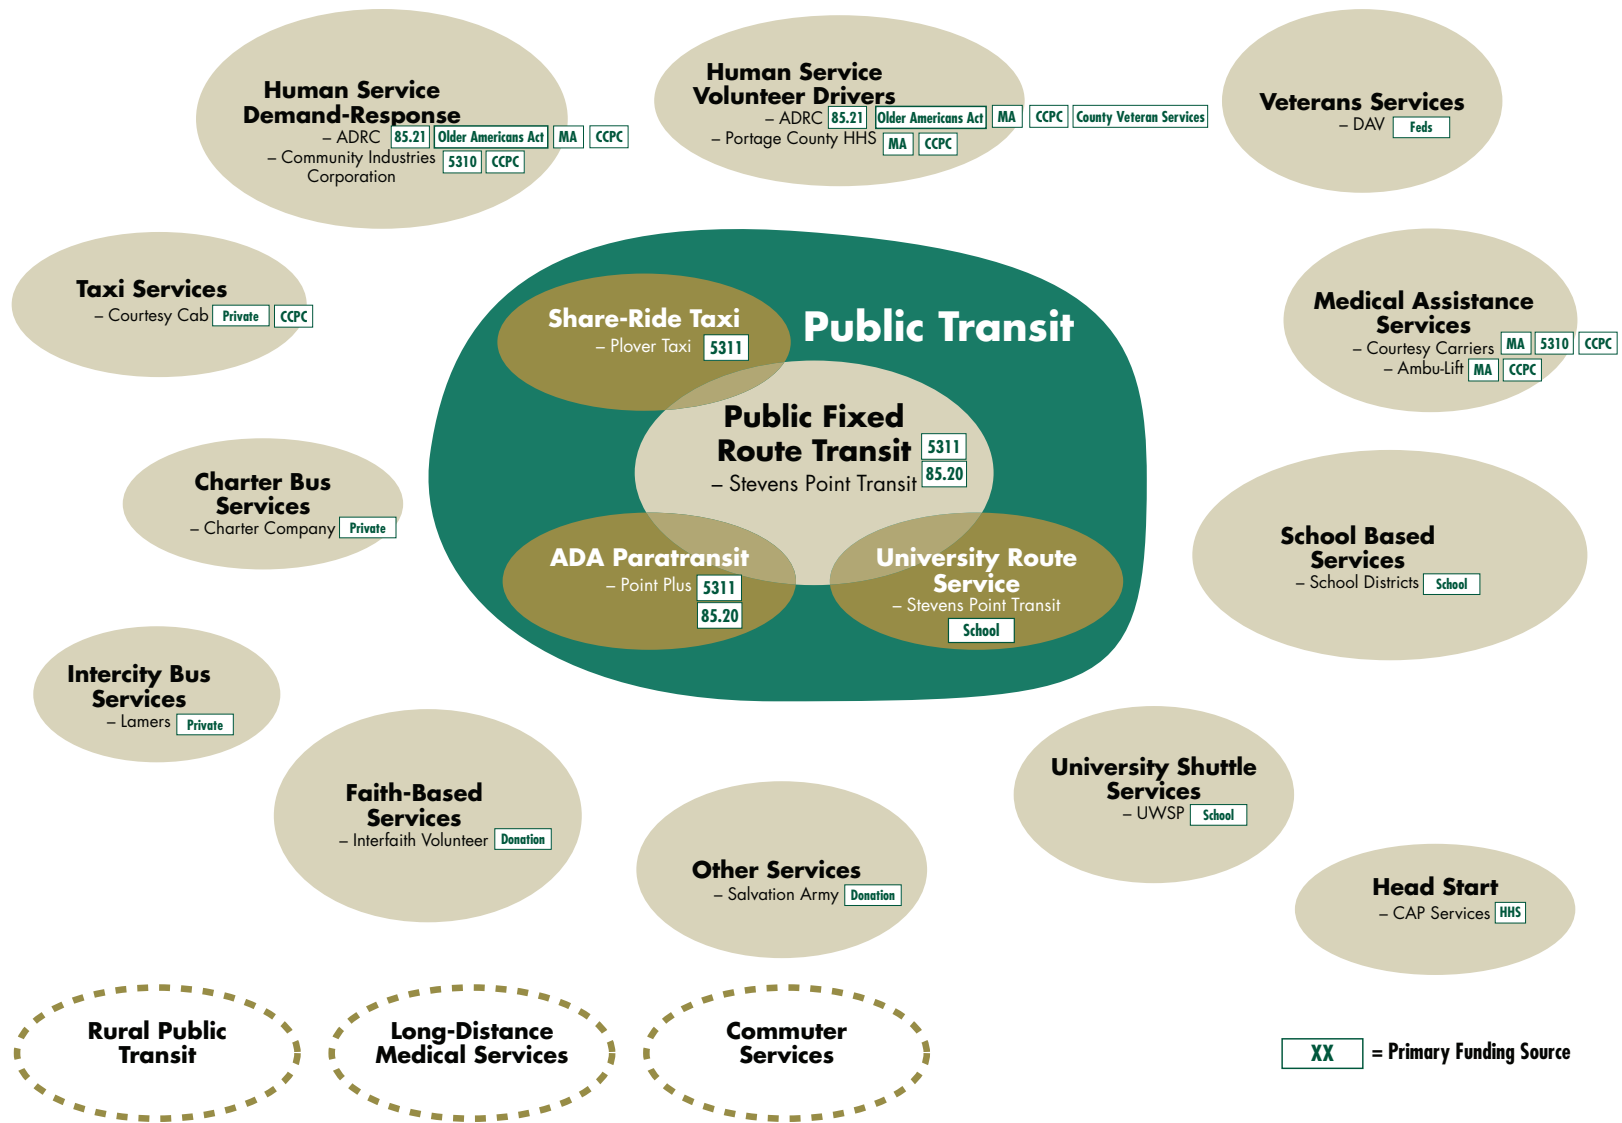 Human Service
Demand-Response
– ADRC 85.21 Older Americans Act MA CCPC
– Community Industries 5310 CCPC
Corporation
Human Service
Volunteer Drivers
– ADRC 85.21 Older Americans Act MA CCPC County Veteran Services
– Portage County HHS MA CCPC
Veterans Services
– DAV Feds
Taxi Services
– Courtesy Cab Private CCPC
Share-Ride Taxi
– Plover Taxi 5311
Public Transit
Medical Assistance
Services
– Courtesy Carriers MA 5310 CCPC
– Ambu-Lift MA CCPC
Public Fixed
Route Transit 5311
– Stevens Point Transit 85.20
Charter Bus
Services
– Charter Company Private
ADA Paratransit
– Point Plus 5311
85.20
University Route
Service
– Stevens Point Transit
School
School Based
Services
– School Districts School
Intercity Bus
Services
– Lamers Private
Faith-Based
Services
– Interfaith Volunteer Donation
Other Services
– Salvation Army Donation
University Shuttle
Services
– UWSP School
Head Start
– CAP Services HHS
Rural Public
Transit
Long-Distance
Medical Services
Commuter
Services
XX = Primary Funding Source